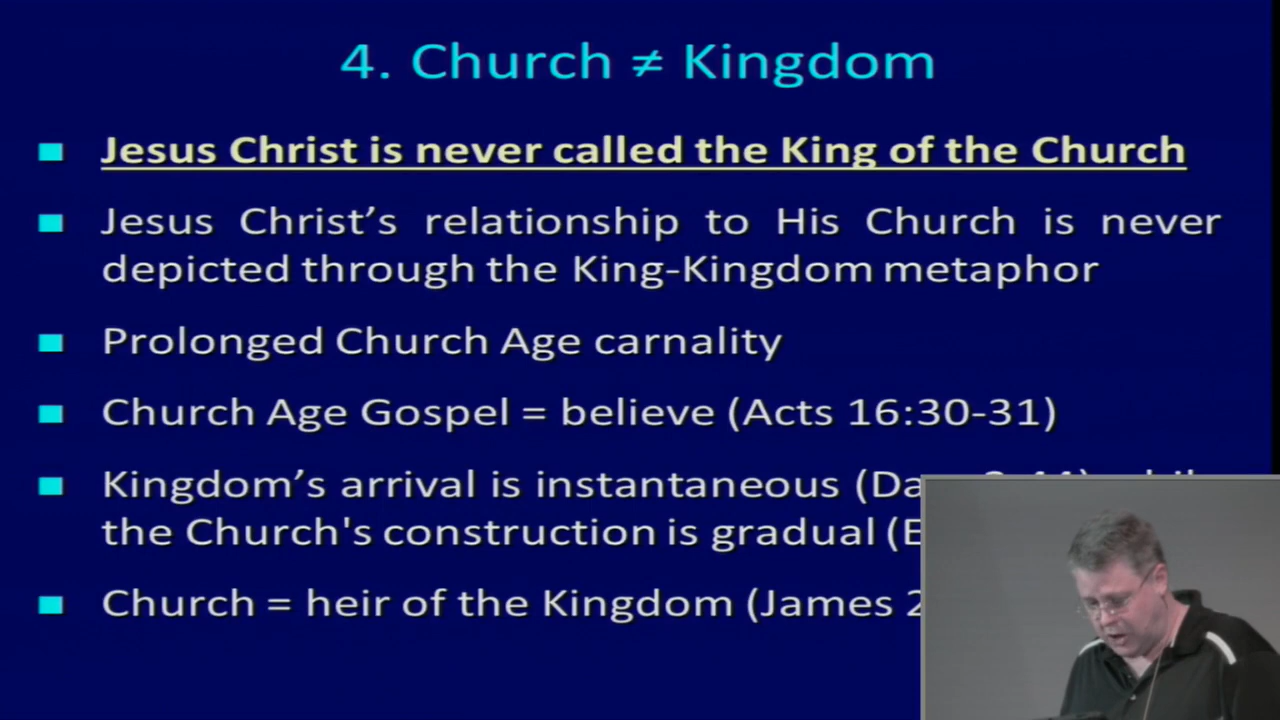 4. Church ≠ Kingdom
Jesus Christ is never called the King of the Church
Jesus Christ’s relationship to His Church is never
depicted through the King-Kingdom metaphor
Prolonged Church Age carnality
Church Age Gospel = believe (Acts 16:30-31)
Kingdom’s arrival is instantaneous
the Church's construction is gradual
Church = heir of the Kingdom (James